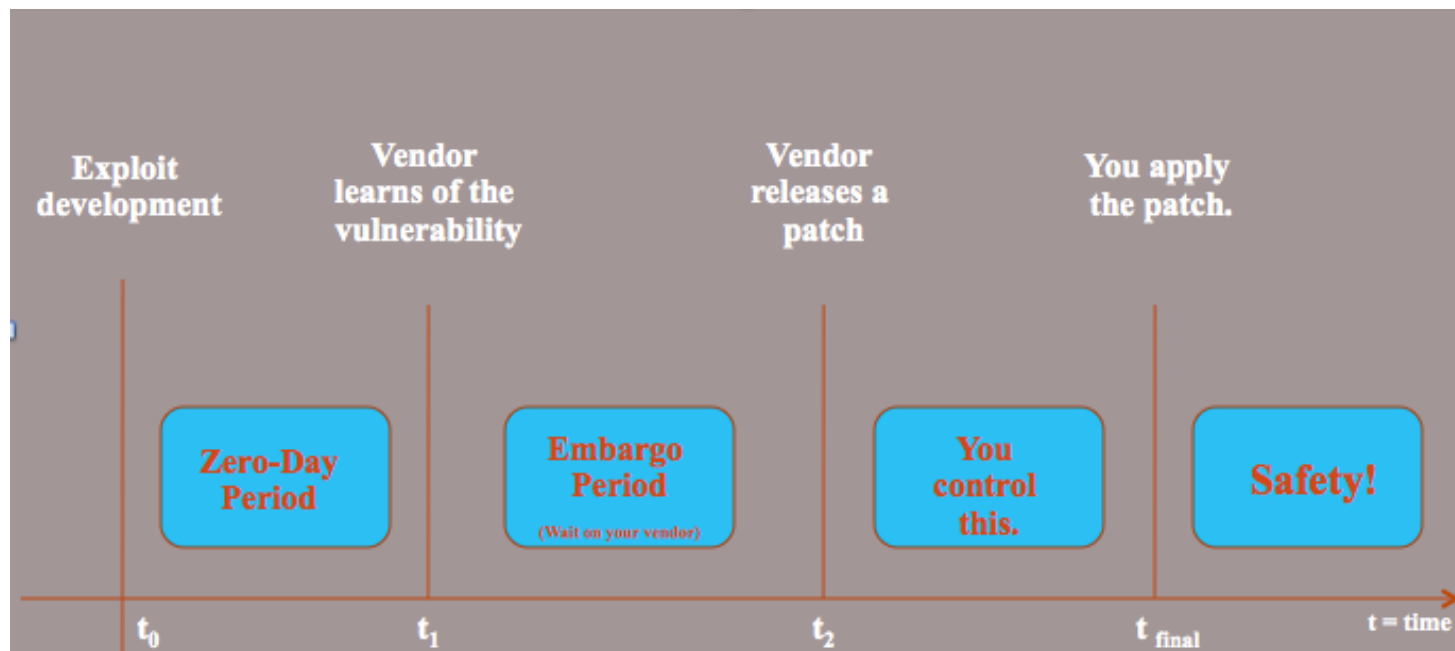 Exploit
development
Vendor
learns of the
vulnerability
Vendor
releases a
patch
You apply
the patch.
Zero-Day
Period
Embargo
Period
(Wait on your vendor)
You
control
this.
Safety!
t0
t1
t2
t final
t = time